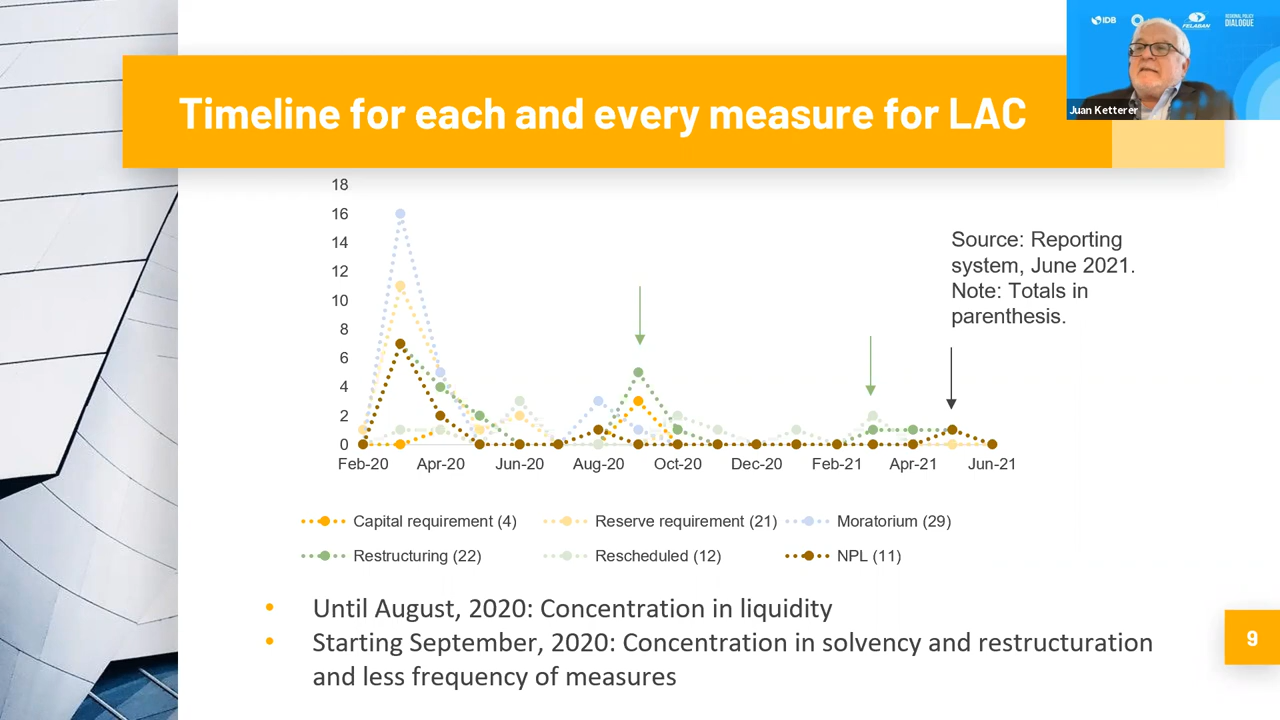 IDB
FELABAN
REGIONAL POLICY
DIALOGUE
Juan Ketterer
Timeline for each and every measure for LAC
18
16
14
12
10
8
6
4
2
0
Feb-20 Apr-20 Jun-20 Aug-20 Oct-20 Dec-20 Feb-21 Apr-21 Jun-21
Source: Reporting
system, June 2021.
Note: Totals in
parenthesis.
Capital requirement (4) Reserve requirement (21) Moratorium (29)
Restructuring (22) Rescheduled (12) NPL (11)
• Until August, 2020: Concentration in liquidity
• Starting September, 2020: Concentration in solvency and restructuration
and less frequency of measures
9